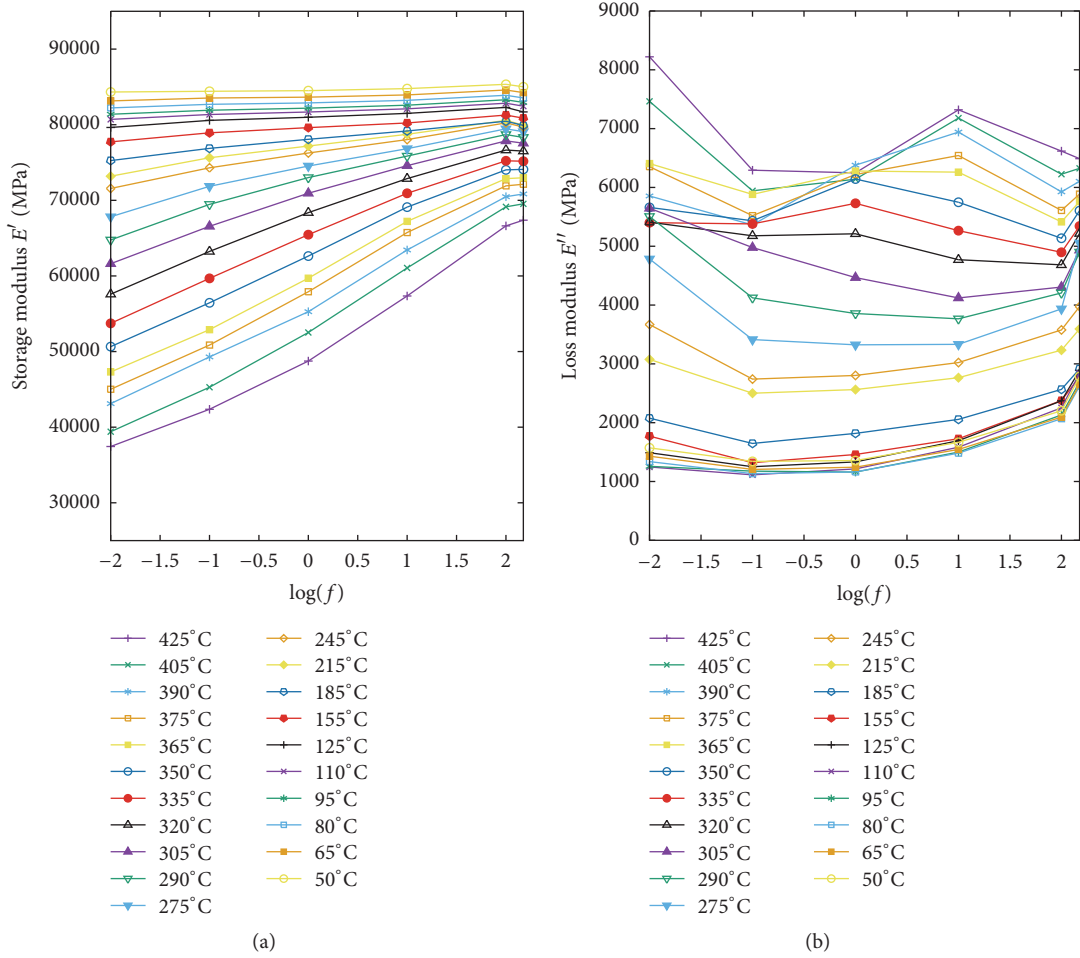 90000
80000
70000
60000
50000
40000
30000
Storage modulus E′ (MPa)
−2 −1.5 −1 −0.5 0 0.5 1 1.5 2
log(f)
425°C 245°C
405°C 215°C
390°C 185°C
375°C 155°C
365°C 125°C
350°C 110°C
335°C 95°C
320°C 80°C
305°C 65°C
290°C 50°C
275°C
(a)
9000
8000
7000
6000
5000
4000
3000
2000
1000
0
Loss modulus E′′ (MPa)
−2 −1.5 −1 −0.5 0 0.5 1 1.5 2
log(f)
425°C 245°C
405°C 215°C
390°C 185°C
375°C 155°C
365°C 125°C
350°C 110°C
335°C 95°C
320°C 80°C
305°C 65°C
290°C 50°C
275°C
(b)